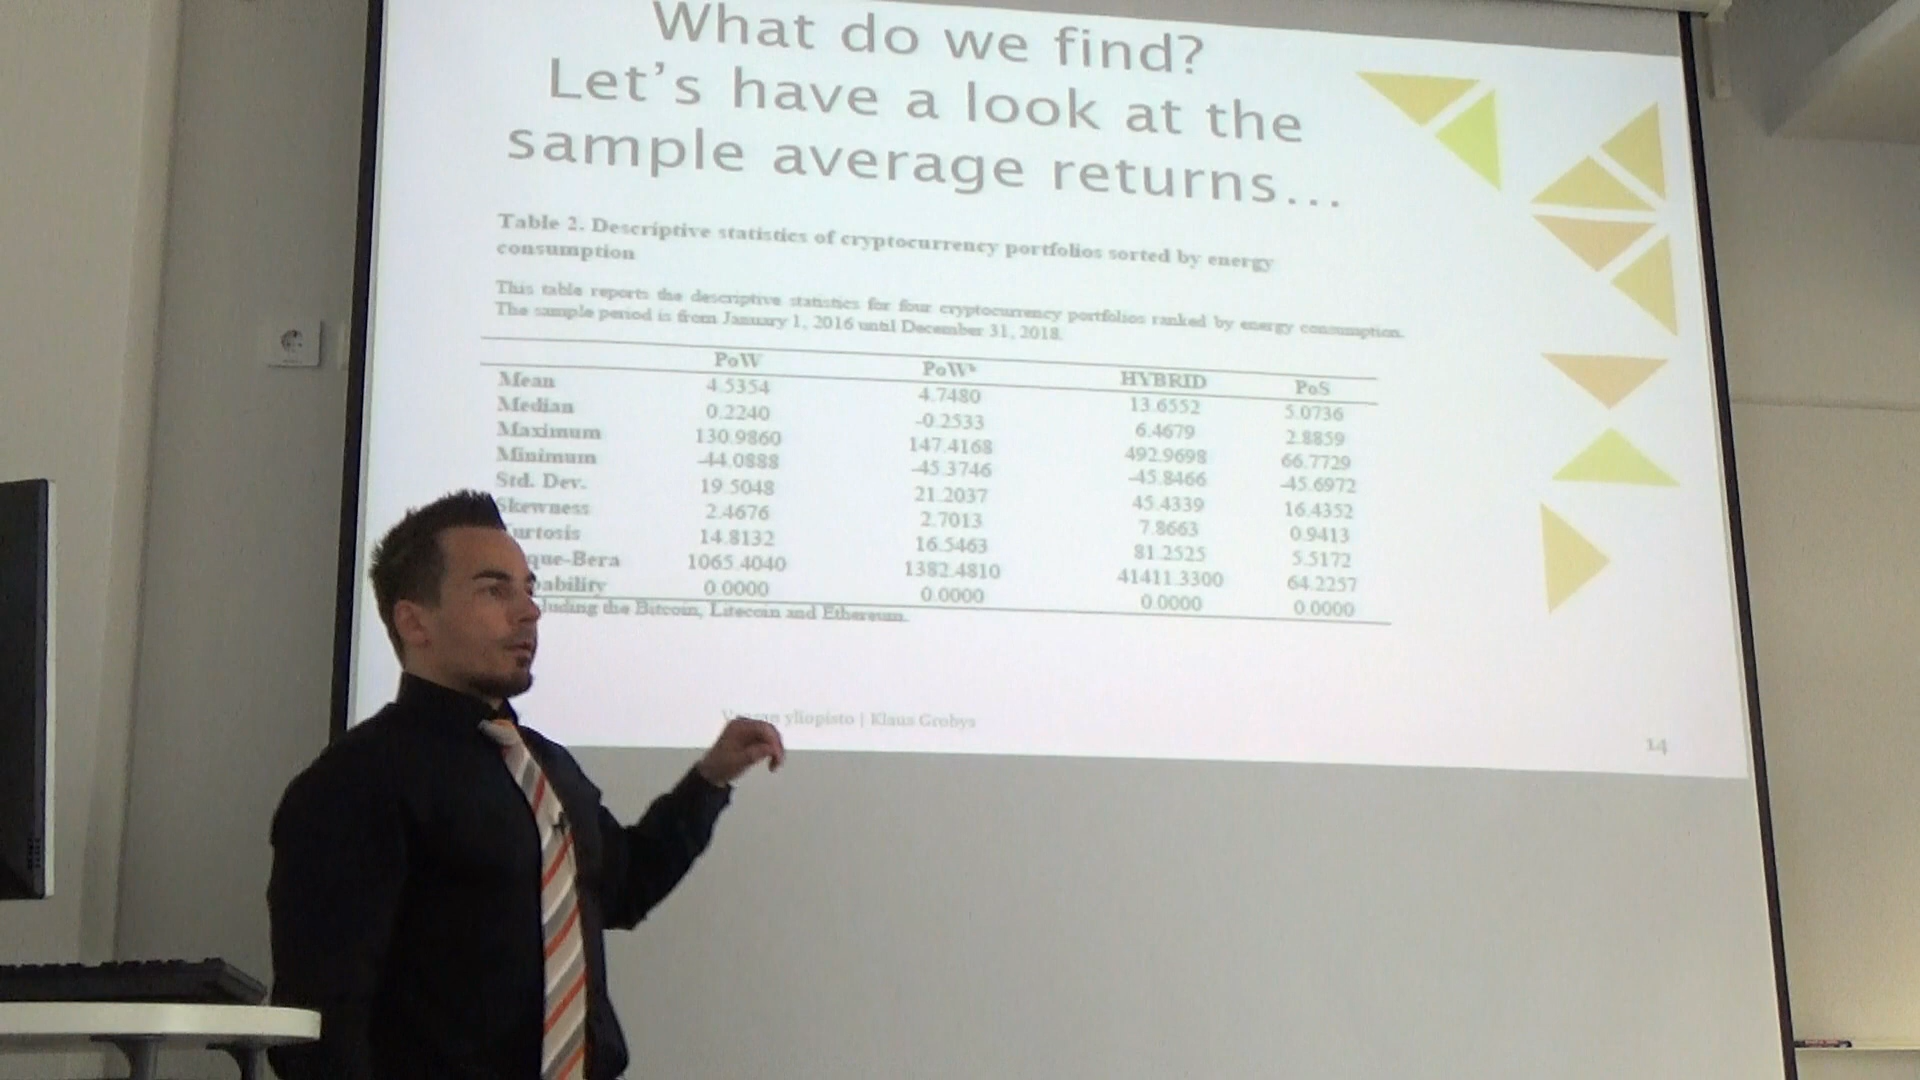 What do we find?
Let's have a look at the
sample average returns...
Table 2. Descriptive statistics of cryptocurrency portfolios sorted by energy
consumption
This table reports the descriptive statistics for four cryptocurrency portfolios ranked by energy consumption.
The sample period is from January 1, 2016 until December 31, 2018.
PoW PoW* HYBRID PoS
Mean 4.5354 4.7480 13.6552 5.0736
Median 0.2240 -0.2533 6.4679 2.8859
Maximum 130.9860 147.4168 492.9698 66.7729
Minimum -44.0888 -45.3746 -45.8466 -45.6972
Std. Dev. 19.5048 21.2037 45.4339 16.4352
Skewness 2.4676 2.7013 7.8663 0.9413
urtosis 14.8132 16.5463 81.2525 5.5172
que-Bera 1065.4040 1382.4810 41411.3300 64.2257
ability 0.0000 0.0000 0.0000 0.0000
luding the Bitcoin, Litecoin and Ethereum.
yliopisto | Klaus Grobys
14